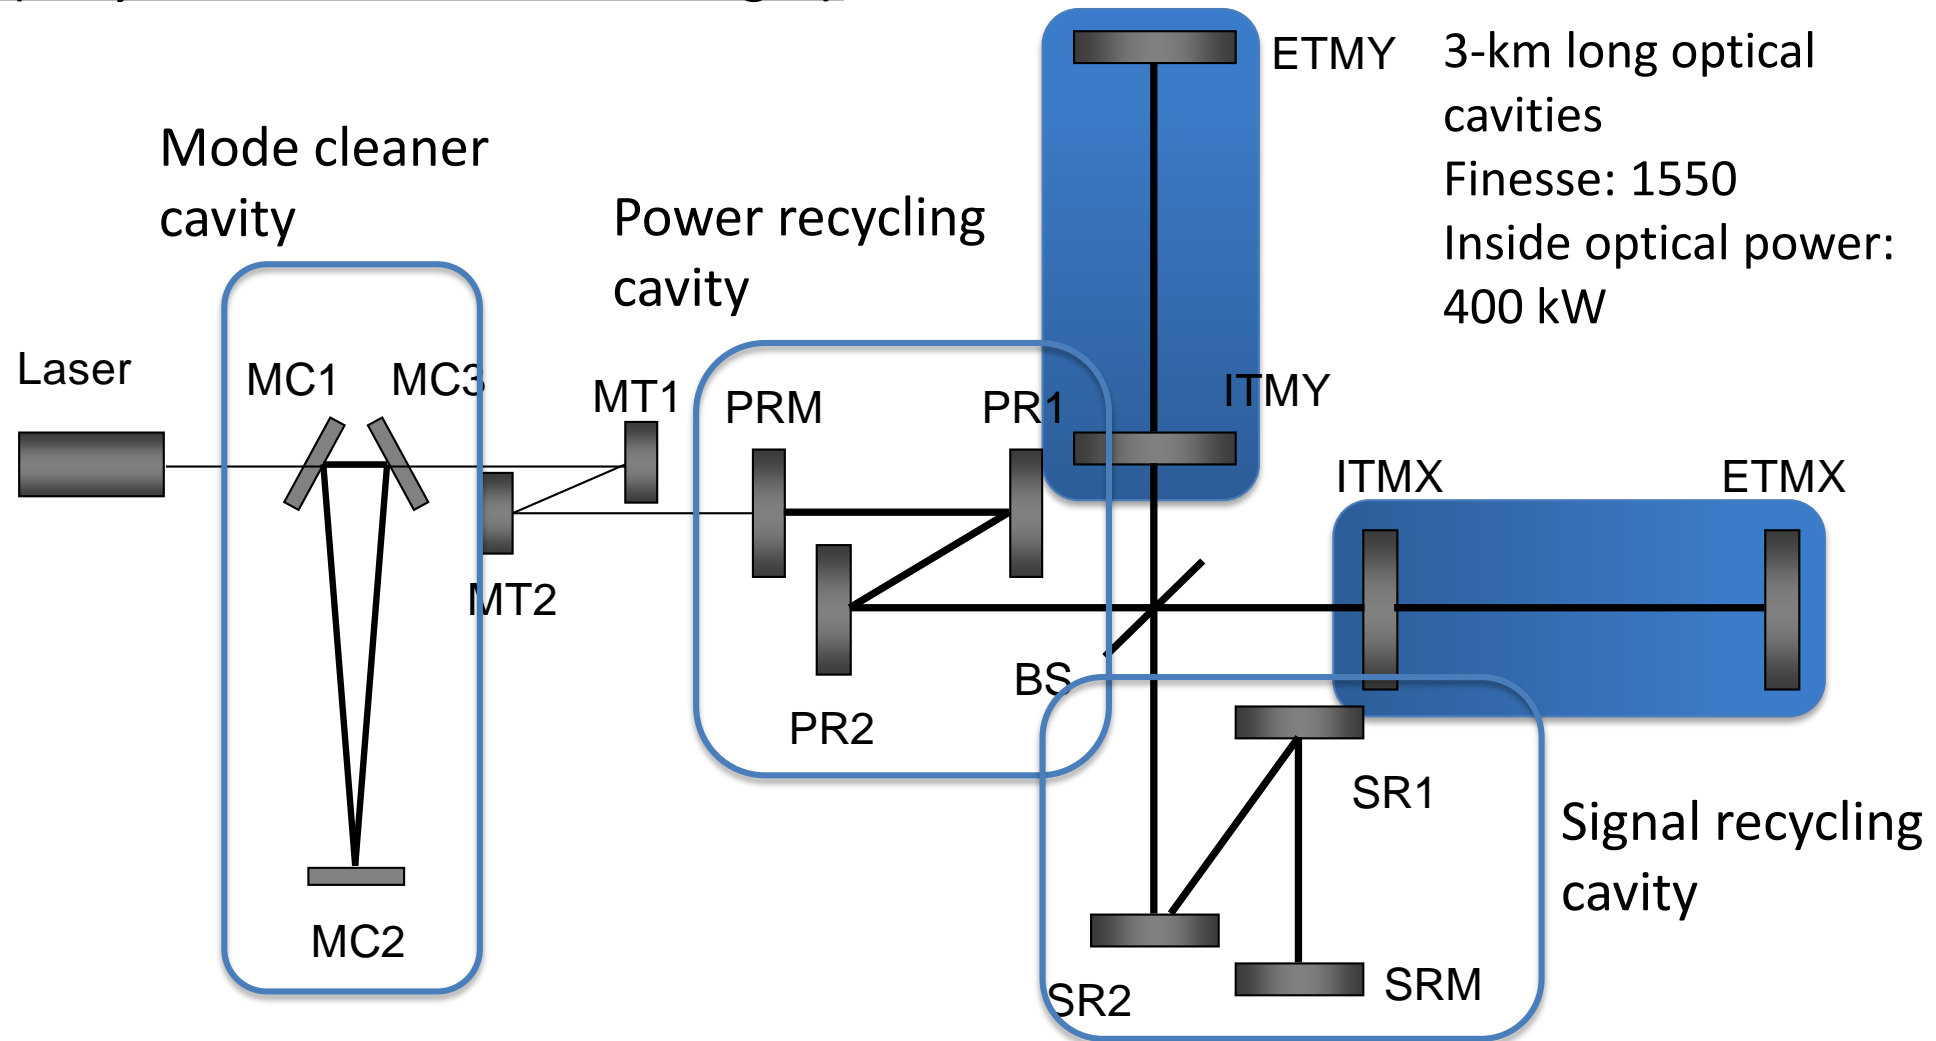 Mode cleaner
cavity
Power recycling
cavity
ETMY
3-km long optical
cavities
Finesse: 1550
Inside optical power:
400 kW
Laser
MC1
MC3
MT1
PRM
PR1
ITMY
ITMX
ETMX
MT2
BS
PR2
SR1
Signal recycling
cavity
MC2
SR2
SRM